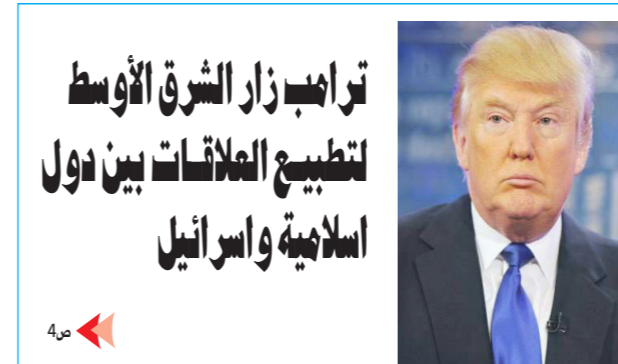 ترامب زار الشرق الأوسط
لتطبيع العلاقات بين دول
اسلامية واسرائيل
ص4